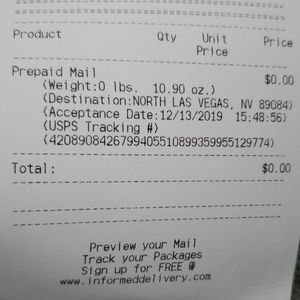 Product Qty Unit Price
Price
Prepaid Mail $0.00
(Weight:0 lbs. 10.90 oz.)
(Destination:NORTH LAS VEGAS, NV 89084)
(Acceptance Date:12/13/2019 15:48:56)
(USPS Tracking #)
(420890842679940551089935995​5129774)
Total: $0.00
Preview your Mail
Track your Packages
Sign up for FREE @
www.informeddelivery.com